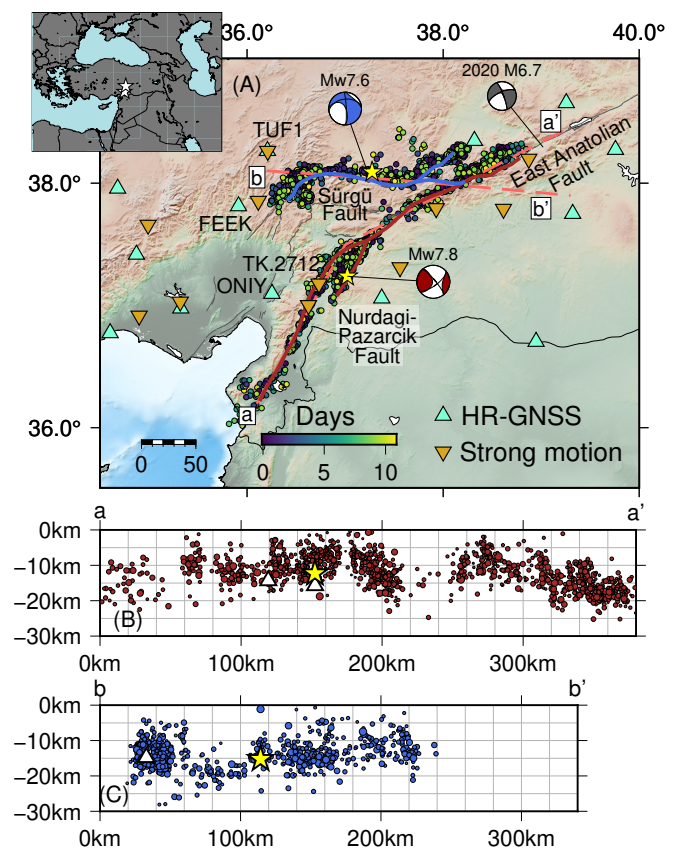 36.0°
38.0°
40.0°
(A)
Mw7.6
2020 M6.7
a’
TUF1
38.0°
b
East Anatolian
Fault
Sürgü
Fault
b’
FEEK
TK.2712
Mw7.8
ONIY
Nurdagi-
Pazarcik
Fault
36.0°
a
Days
0
5
10
0
50
HR-GNSS
Strong motion
a
a’
0km
−10km
−20km
−30km
(B)
0km
100km
200km
300km
b
b’
0km
−10km
−20km
−30km
(C)
0km
100km
200km
300km